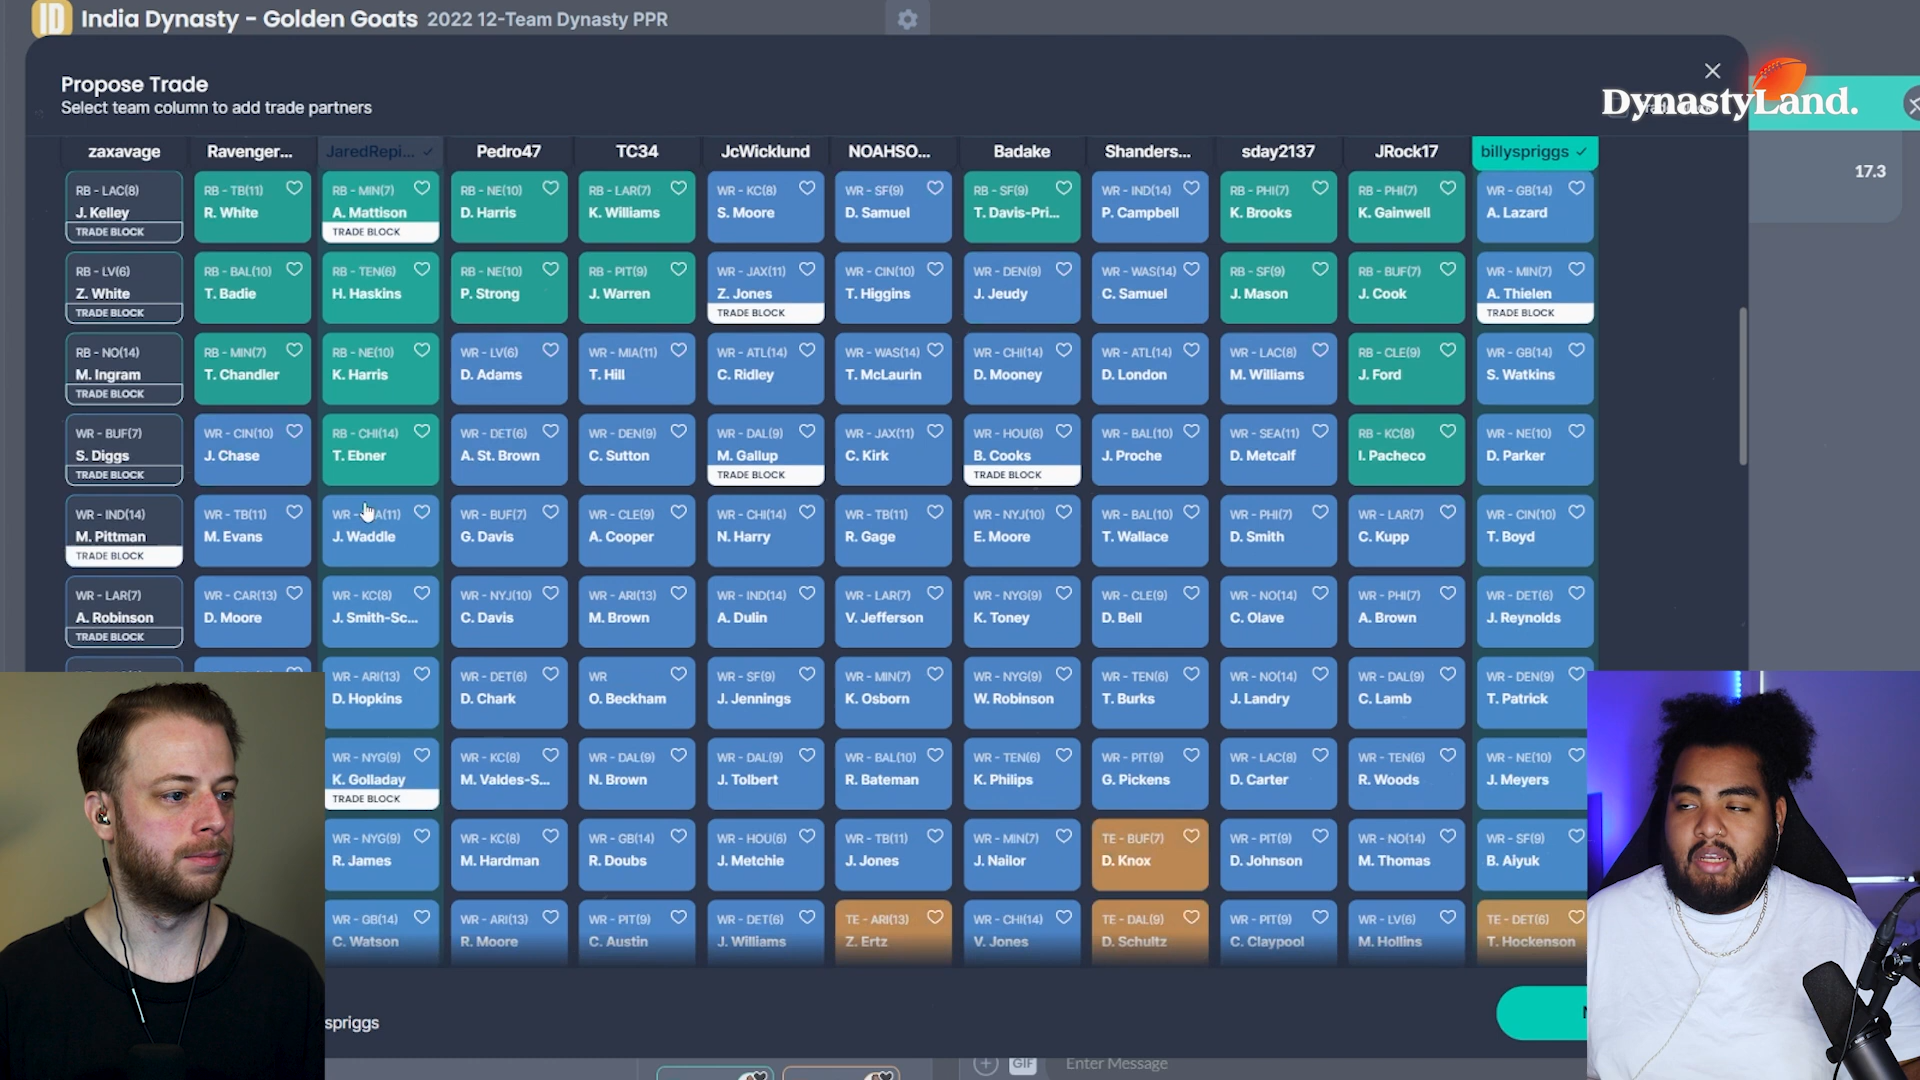 India Dynasty - Golden Goats 2022 12-Team Dynasty PPR
Propose Trade
Select team column to add trade partners
DynastyLand.
17.3
zaxavage Ravenger... JaredRepi... Pedro47 TC34 JcWicklund NOAHSO... Badake Shanders... sday2137 JRock17 billyspriggs
RB - LAC(8) RB - TB(11) RB - MIN(7) RB - NE(10) RB - LAR(7) WR - KC(8) WR - SF(9) RB - SF(9) WR - IND(14) RB - PHI(7) RB - PHI(7) WR - GB(14)
J. Kelley R. White A. Mattison D. Harris K. Williams S. Moore D. Samuel T. Davis-Pri... P. Campbell K. Brooks K. Gainwell A. Lazard
TRADE BLOCK TRADE BLOCK
RB - LV(6) RB - BAL(10) RB - TEN(6) RB - NE(10) RB - PIT(9) WR - JAX(11) WR - CIN(10) WR - DEN(9) WR - WAS(14) RB - SF(9) RB - BUF(7) WR - MIN(7)
Z. White T. Badie H. Haskins P. Strong J. Warren Z. Jones T. Higgins J. Jeudy C. Samuel J. Mason J. Cook A. Thielen
TRADE BLOCK TRADE BLOCK TRADE BLOCK
RB - NO(14) RB - MIN(7) RB - NE(10) WR - LV(6) WR - MIA(11) WR - ATL(14) WR - WAS(14) WR - CHI(14) WR - ATL(14) WR - LAC(8) RB - CLE(9) WR - GB(14)
M. Ingram T. Chandler K. Harris D. Adams T. Hill C. Ridley T. McLaurin D. Mooney D. London M. Williams J. Ford S. Watkins
TRADE BLOCK
WR - BUF(7) WR - CIN(10) RB - CHI(14) WR - DET(6) WR - DEN(9) WR - DAL(9) WR - JAX(11) WR - HOU(6) WR - BAL(10) WR - SEA(11) RB - KC(8) WR - NE(10)
S. Diggs J. Chase T. Ebner A. St. Brown C. Sutton M. Gallup C. Kirk B. Cooks J. Proche D. Metcalf I. Pacheco D. Parker
TRADE BLOCK TRADE BLOCK TRADE BLOCK
WR - IND(14) WR - TB(11) WR - A(11) WR - BUF(7) WR - CLE(9) WR - CHI(14) WR - TB(11) WR - NYJ(10) WR - BAL(10) WR - PHI(7) WR - LAR(7) WR - CIN(10)
M. Pittman M. Evans J. Waddle G. Davis A. Cooper N. Harry R. Gage E. Moore T. Wallace D. Smith C. Kupp T. Boyd
TRADE BLOCK
WR - LAR(7) WR - CAR(13) WR - KC(8) WR - NYJ(10) WR - ARI(13) WR - IND(14) WR - LAR(7) WR - NYG(9) WR - CLE(9) WR - NO(14) WR - PHI(7) WR - DET(6)
A. Robinson D. Moore J. Smith-Sc... C. Davis M. Brown A. Dulin V. Jefferson K. Toney D. Bell C. Olave A. Brown J. Reynolds
TRADE BLOCK
WR - ARI(13) WR - DET(6) WR WR - SF(9) WR - MIN(7) WR - NYG(9) WR - TEN(6) WR - NO(14) WR - DAL(9) WR - DEN(9)
D. Hopkins D. Chark O. Beckham J. Jennings K. Osborn W. Robinson T. Burks J. Landry C. Lamb T. Patrick
WR - NYG(9) WR - KC(8) WR - DAL(9) WR - DAL(9) WR - BAL(10) WR - TEN(6) WR - PIT(9) WR - LAC(8) WR - TEN(6) WR - NE(10)
K. Golladay M. Valdes-S... N. Brown J. Tolbert R. Bateman K. Philips G. Pickens D. Carter R. Woods J. Meyers
TRADE BLOCK
WR - NYG(9) WR - KC(8) WR - GB(14) WR - HOU(6) WR - TB(11) WR - MIN(7) TE - BUF(7) WR - PIT(9) WR - NO(14) WR - SF(9)
R. James M. Hardman R. Doubs J. Metchie J. Jones J. Nailor D. Knox D. Johnson M. Thomas B. Aiyuk
WR - GB(14) WR - ARI(13) WR - PIT(9) WR - DET(6) TE - ARI(13) WR - CHI(14) TE - DAL(9) WR - PIT(9) WR - LV(6) TE - DET(6)
C. Watson R. Moore C. Austin J. Williams Z. Ertz V. Jones D. Schultz C. Claypool M. Hollins T. Hockenson
spriggs
GIF Enter Message